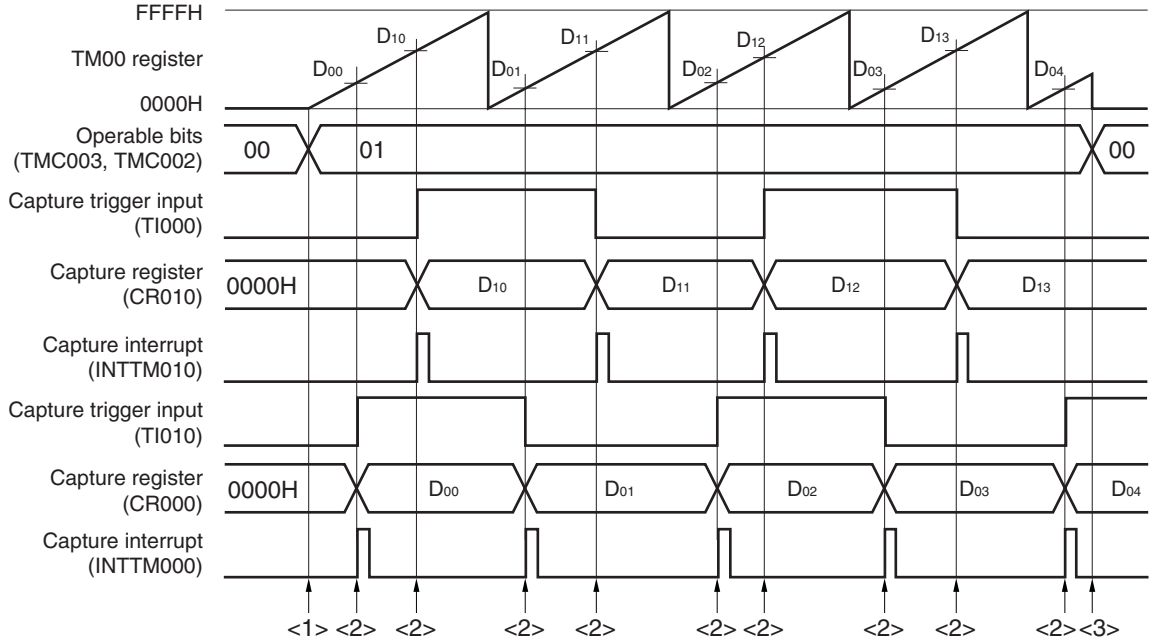 FFFFH
TM00 register
0000H
D00
D10
D01
D11
D02
D12
D03
D13
D04
Operable bits
(TMC003, TMC002)
00
01
00
Capture trigger input
(TI000)
Capture register
(CR010)
0000H
D10
D11
D12
D13
Capture interrupt
(INTTM010)
Capture trigger input
(TI010)
Capture register
(CR000)
0000H
D00
D01
D02
D03
D04
Capture interrupt
(INTTM000)
<1> <2> <2> <2> <2> <2> <2> <2> <2> <2> <3>